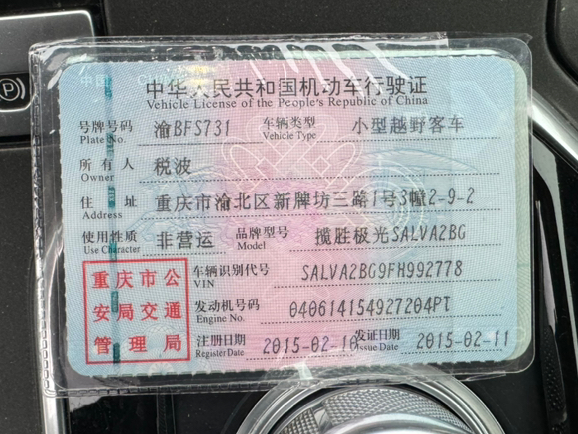 中华人民共和国机动车行驶证
Vehicle License of the People's Republic of China
号牌号码 渝BFS731 车辆类型 小型越野客车
Plate No. Vehicle Type
所有人 税波
Owner
住址 重庆市渝北区新牌坊三路1号3幢2-9-2
Address
使用性质 非营运 品牌型号 揽胜极光SALVA2BG
Use Character Model
重庆市公 车辆识别代号 SALVA2BG9FH992778
VIN
安局交通 发动机号码 040614154927204PT
Engine No.
管理局 注册日期 2015-02-10 发证日期 2015-02-11
Register Date Issue Date